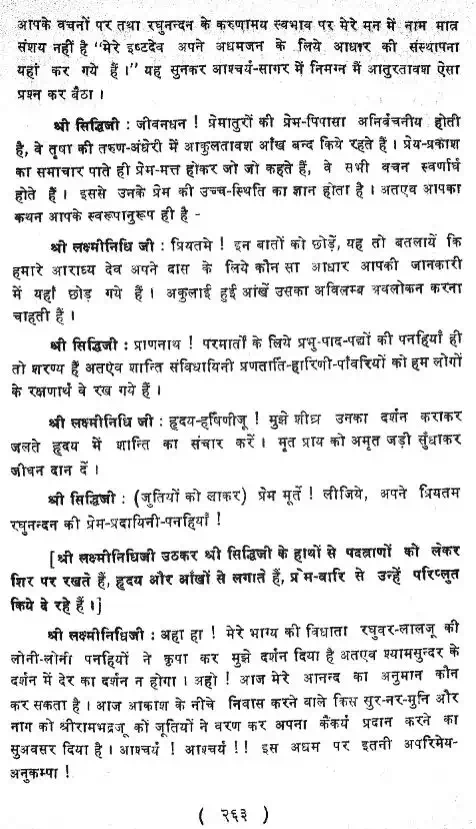 आपके वचनों पर तथा रघुनन्दन के करुणामय स्वभाव पर मेरे मन में नाम मात्र
संशय नहीं है "मेरे इष्टदेव अपने अधमजन के लिये आधार की संस्थापना
यहां कर गये हैं।" यह सुनकर आश्चर्य-सागर में निमग्न मैं आतुरतावश ऐसा
प्रश्न कर बैठा।
श्री सिद्धिजी : जीवनधन ! प्रेमातुरों की प्रेम-पिपासा अनिर्वचनीय होती
है, वे तृषा की तरुण-अंधेरी में आकुलतावश आँख बन्द किये रहते हैं। प्रेय-प्रकाश
का समाचार पाते ही प्रेम-मत्त होकर जो जो कहते हैं, वे सभी वचन स्वर्णार्घ
होते हैं। इससे उनके प्रेम की उच्च-स्थिति का ज्ञान होता है। अतएव आपका
कथन आपके स्वरूपानुरूप ही है -
श्री लक्ष्मीनिधि जी : प्रियतमे ! इन बातों को छोड़ें, यह तो बतलायें कि
हमारे आराध्य देव अपने दास के लिये कौन सा आधार आपकी जानकारी
में यहां छोड़ गये हैं। अकुलाई हुई आंखें उसका अविलम्ब अवलोकन करना
चाहती हैं।
श्री सिद्धिजी : प्राणनाथ ! परमार्तों के लिये प्रभु-पाद-पद्मों की पनहियाँ ही
तो शरण्य हैं अतएव शान्ति संविधायिनी प्रणतार्ति-हारिणी-पाँवरियों को हम लोगों
के रक्षणार्थ वे रख गये हैं।
श्री लक्ष्मीनिधि जी : हृदय-हर्षिणीजू ! मुझे शीघ्र उनका दर्शन कराकर
जलते हृदय में शान्ति का संचार करें। मृत प्राय को अमृत जड़ी सुँघाकर
जीवन दान दें।
श्री सिद्धिजी : (जुतियों को लाकर) प्रेम मूर्ते ! लीजिये, अपने प्रियतम
रघुनन्दन की प्रेम-प्रदायिनी-पनहियाँ !
[श्री लक्ष्मीनिधिजी उठकर श्री सिद्धिजी के हाथों से पदत्राणों को लेकर
शिर पर रखते हैं, हृदय और आँखों से लगाते हैं, प्रेम-वारि से उन्हें परिप्लुत
किये दे रहे हैं।]
श्री लक्ष्मीनिधिजी : अहा हा ! मेरे भाग्य की विधाता रघुवर-लालजू की
लोनी-लोनी पनहियों ने कृपा कर मुझे दर्शन दिया है अतएव श्यामसुन्दर के
दर्शन में देर का दर्शन न होगा। अहो ! आज मेरे आनन्द का अनुमान कौन
कर सकता है। आज आकाश के नीचे निवास करने वाले किस सुर-नर-मुनि और
नाग को श्रीरामभद्रजू की जूतियों ने वरण कर अपना कैंकर्य प्रदान करने का
सुअवसर दिया है। आश्चर्य ! आश्चर्य !! इस अधम पर इतनी अपरिमेय-
अनुकम्पा !
( २६३ )